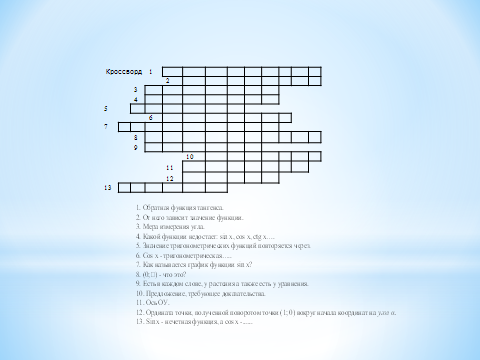 Кроссворд 1
2
3
4
5
6
7
8
9
10
11
12
13
1. Обратная функция тангенса.
2. От него зависит значение функции.
3. Мера измерения угла.
4. Какой функции недостает: sin x, cos x, ctg x….
5. Значение тригонометрических функций повторяется через.
6. Cos x - тригонометрическая…..
7. Как называется график функции sin x?
8. (0;□) - что это?
9. Есть в каждом слове, у растения а также есть у уравнения.
10. Предложение, требующее доказательства.
11. Ось OY.
12. Ордината точки, полученной поворотом точки (1; 0) вокруг начала координат на угол α.
13. Sin x - нечетная функция, а cos x - ......